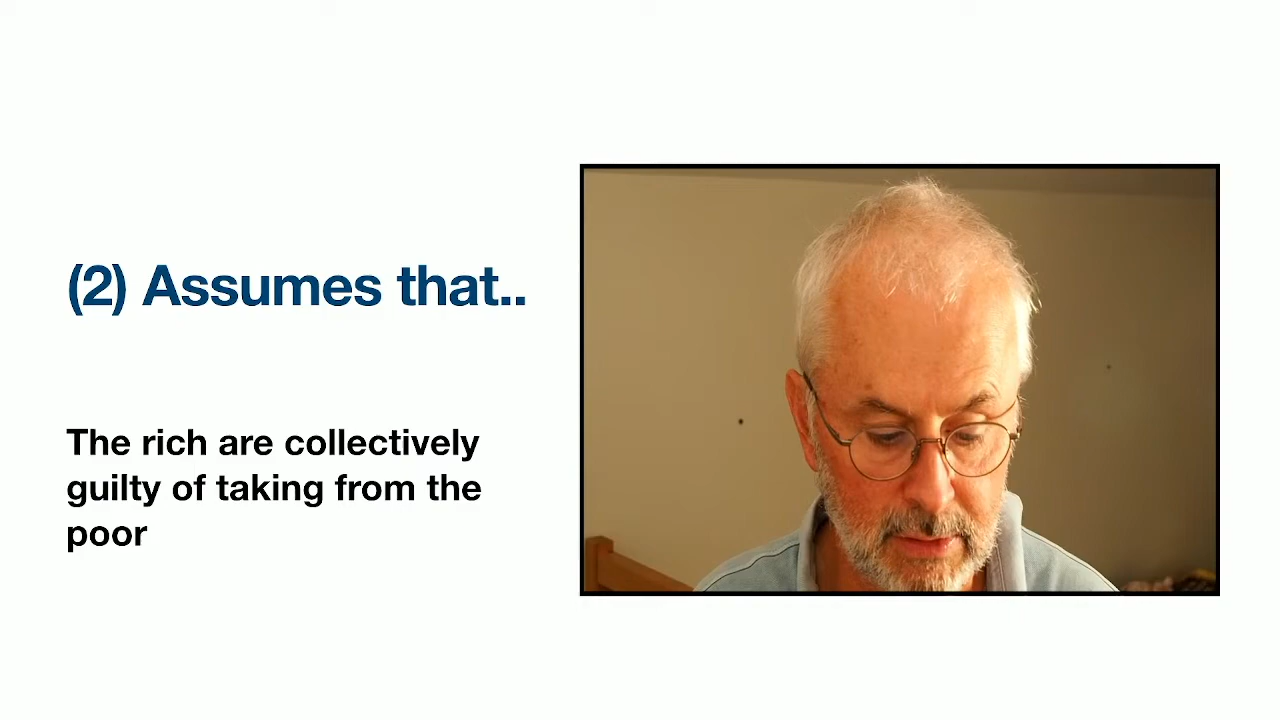 (2) Assumes that..
The rich are collectively
guilty of taking from the
poor